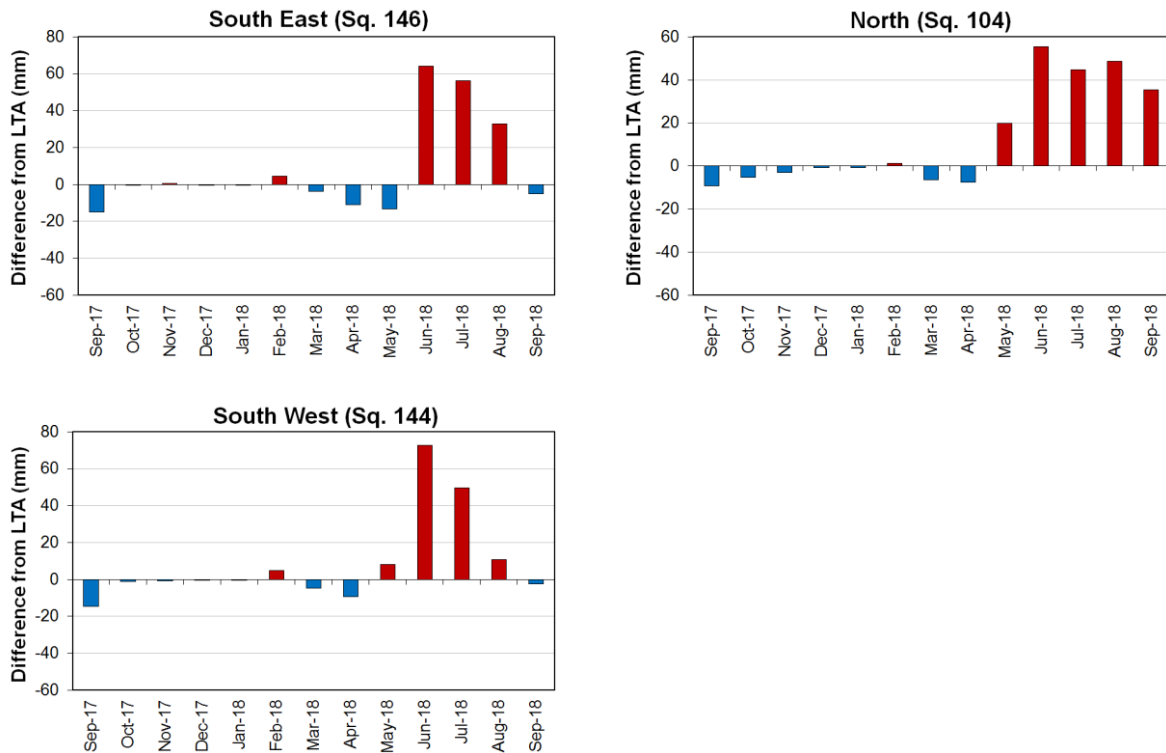 South East (Sq. 146)
Difference from LTA (mm)
80
60
40
20
0
-20
-40
-60
Sep-17
Oct-17
Nov-17
Dec-17
Jan-18
Feb-18
Mar-18
Apr-18
May-18
Jun-18
Jul-18
Aug-18
Sep-18
North (Sq. 104)
Difference from LTA (mm)
60
40
20
0
-20
-40
-60
Sep-17
Oct-17
Nov-17
Dec-17
Jan-18
Feb-18
Mar-18
Apr-18
May-18
Jun-18
Jul-18
Aug-18
Sep-18
South West (Sq. 144)
Difference from LTA (mm)
80
60
40
20
0
-20
-40
-60
Sep-17
Oct-17
Nov-17
Dec-17
Jan-18
Feb-18
Mar-18
Apr-18
May-18
Jun-18
Jul-18
Aug-18
Sep-18